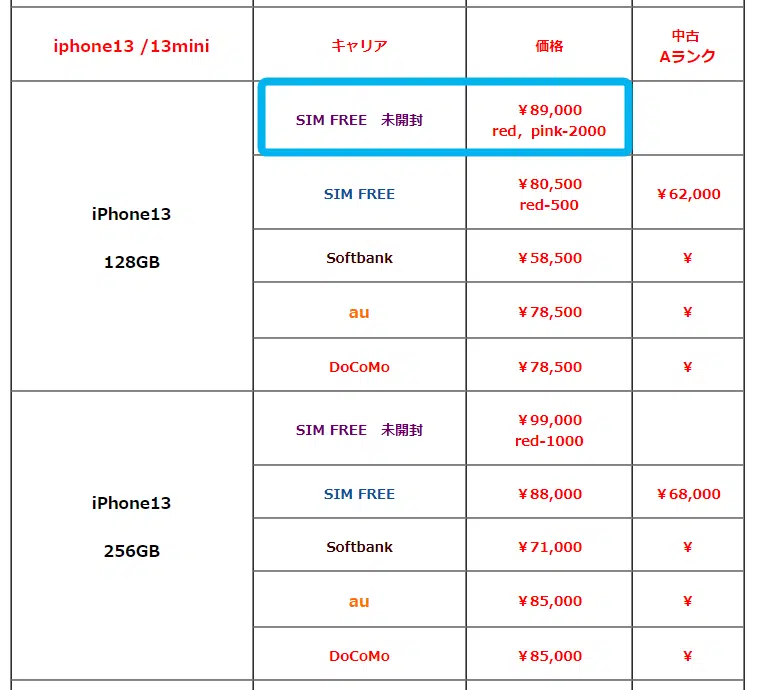 iphone13 /13mini キャリア 価格 中古
Aランク
iPhone13
128GB
SIM FREE 未開封 ￥89,000
red，pink-2000
SIM FREE ￥80,500
red-500 ￥62,000
Softbank ￥58,500 ￥
au ￥78,500 ￥
DoCoMo ￥78,500 ￥
iPhone13
256GB
SIM FREE 未開封 ￥99,000
red-1000
SIM FREE ￥88,000 ￥68,000
Softbank ￥71,000 ￥
au ￥85,000 ￥
DoCoMo ￥85,000 ￥